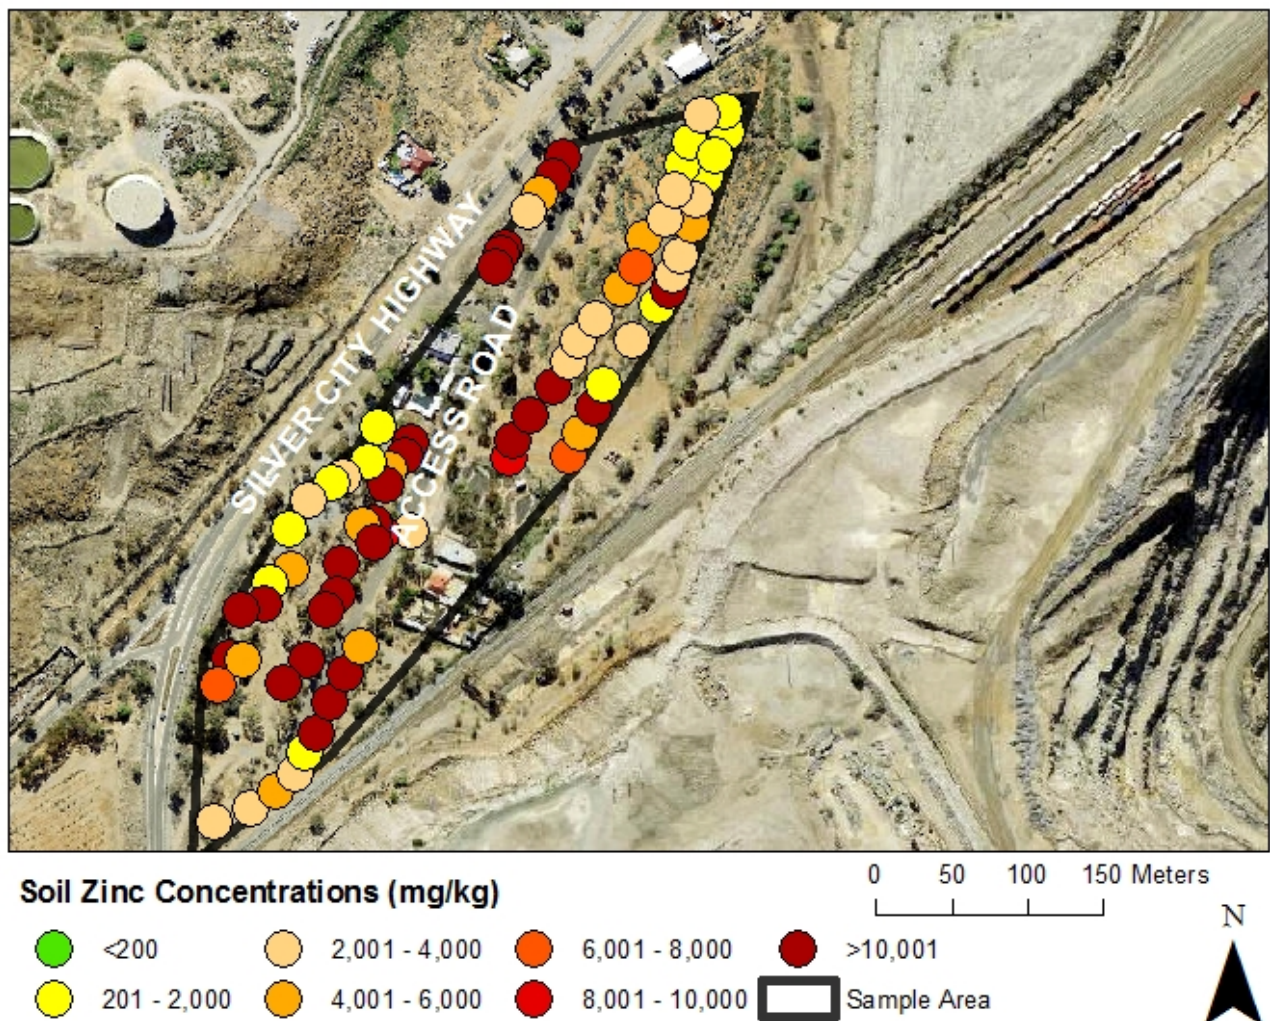 SILVER CITY HIGHWAY
ACCESS ROAD
Soil Zinc Concentrations (mg/kg)
0 50 100 150 Meters
N
<200 2,001 - 4,000 6,001 - 8,000 >10,001
201 - 2,000 4,001 - 6,000 8,001 - 10,000 Sample Area